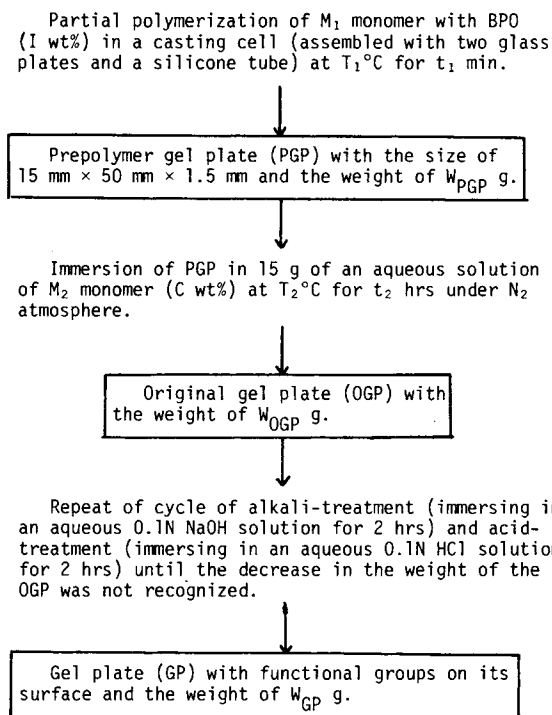 Partial polymerization of M₁ monomer with BPO
(I wt%) in a casting cell (assembled with two glass
plates and a silicone tube) at T₁°C for t₁ min.
Prepolymer gel plate (PGP) with the size of
15 mm × 50 mm × 1.5 mm and the weight of W_PGP g.
Immersion of PGP in 15 g of an aqueous solution
of M₂ monomer (C wt%) at T₂°C for t₂ hrs under N₂
atmosphere.
Original gel plate (OGP) with
the weight of W_OGP g.
Repeat of cycle of alkali-treatment (immersing in
an aqueous 0.1N NaOH solution for 2 hrs) and acid-
treatment (immersing in an aqueous 0.1N HCl solution
for 2 hrs) until the decrease in the weight of the
OGP was not recognized.
Gel plate (GP) with functional groups on its
surface and the weight of W_GP g.